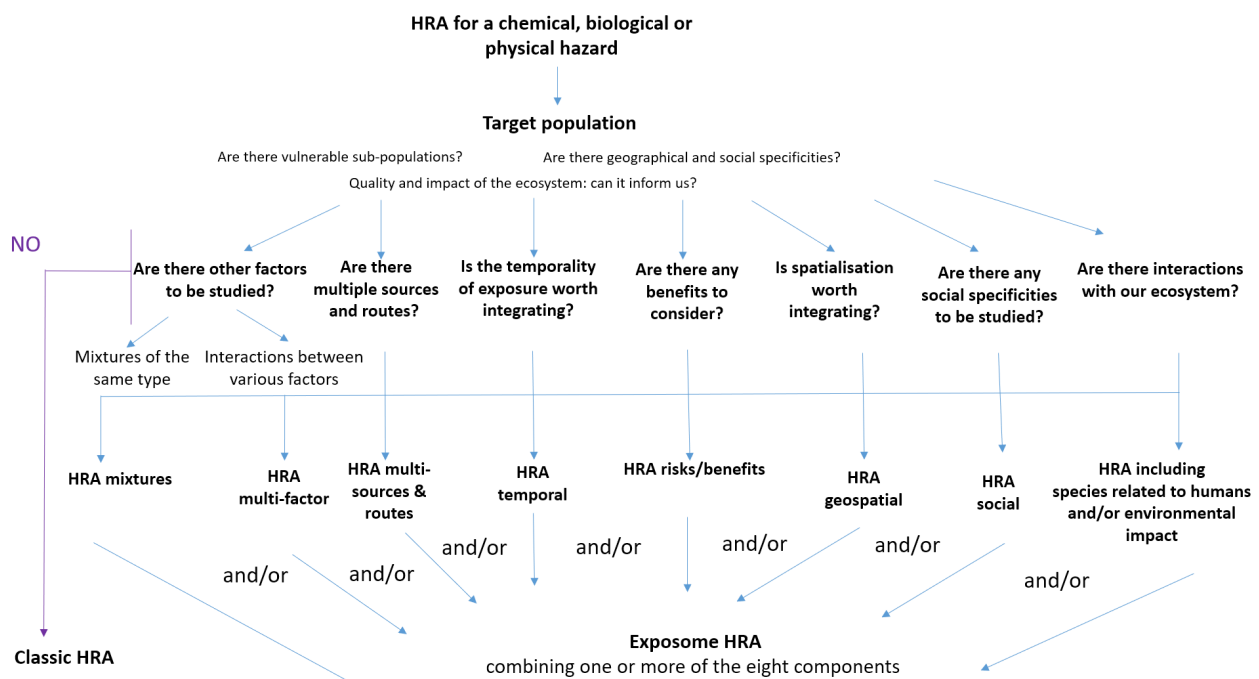 HRA for a chemical, biological or
physical hazard
Target population
Are there vulnerable sub-populations?
Are there geographical and social specificities?
Quality and impact of the ecosystem: can it inform us?
NO
Are there other factors
to be studied?
Are there
multiple sources
and routes?
Is the temporality
of exposure worth
integrating?
Are there any
benefits to
consider?
Is spatialisation
worth
integrating?
Are there any
social specificities
to be studied?
Are there interactions
with our ecosystem?
Mixtures of the
same type
Interactions between
various factors
HRA mixtures
HRA
multi-factor
HRA multi-
sources &
routes
HRA
temporal
HRA risks/benefits
HRA
geospatial
HRA
social
HRA including
species related to humans
and/or environmental
impact
and/or
and/or
and/or
and/or
and/or
and/or
and/or
Classic HRA
Exposome HRA
combining one or more of the eight components